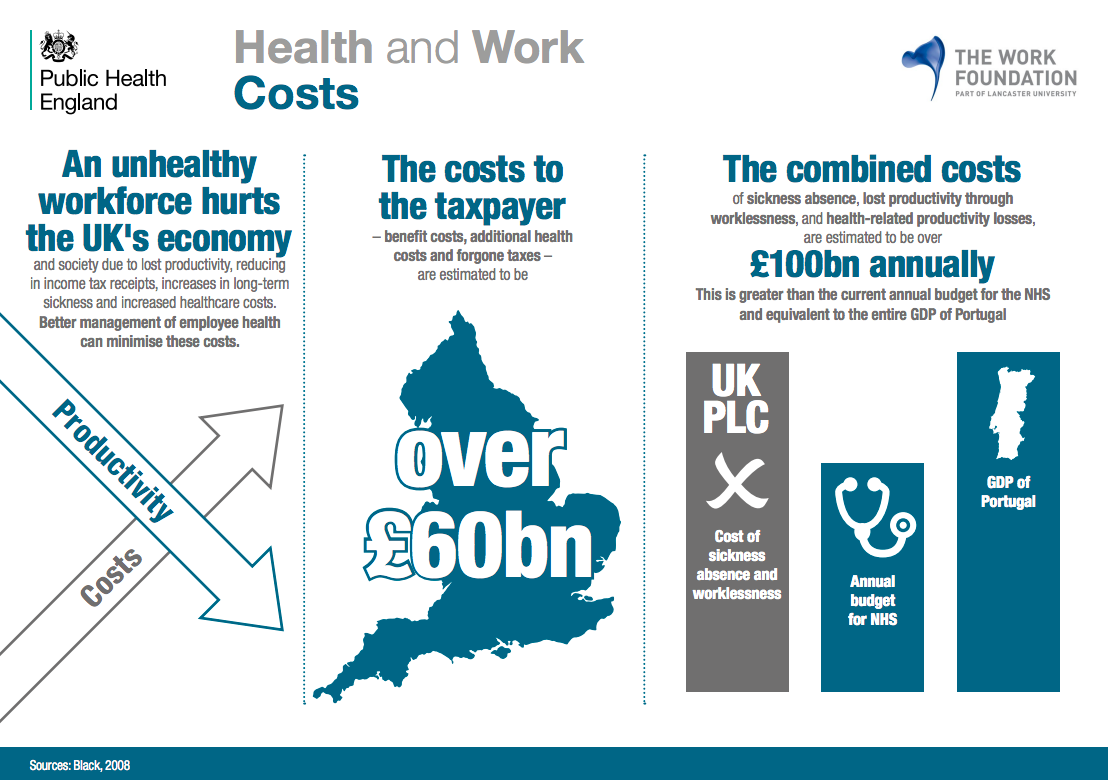 Public Health
England
Health and Work
Costs
THE WORK
FOUNDATION
PART OF LANCASTER UNIVERSITY
An unhealthy
workforce hurts
the UK's economy
and society due to lost productivity, reducing
in income tax receipts, increases in long-term
sickness and increased healthcare costs.
Better management of employee health
can minimise these costs.
Productivity
Costs
The costs to
the taxpayer
– benefit costs, additional health
costs and forgone taxes –
are estimated to be
over
£60bn
The combined costs
of sickness absence, lost productivity through
worklessness, and health-related productivity losses,
are estimated to be over
£100bn annually
This is greater than the current annual budget for the NHS
and equivalent to the entire GDP of Portugal
UK
PLC
Cost of
sickness
absence and
worklessness
Annual
budget
for NHS
GDP of
Portugal
Sources: Black, 2008